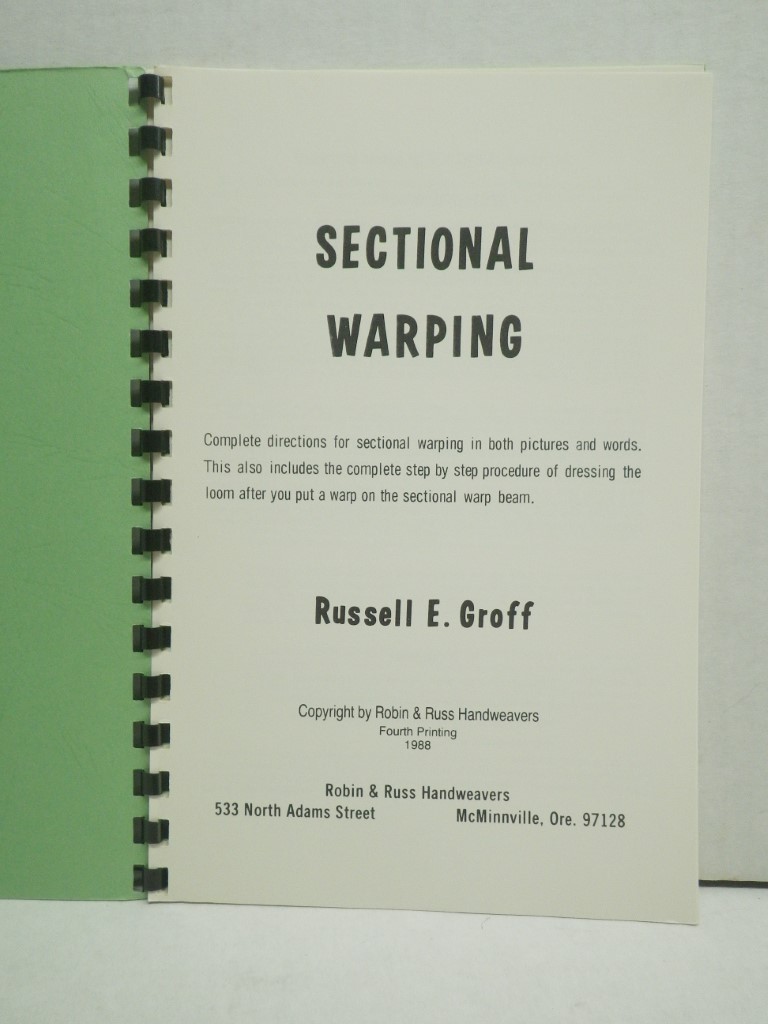 SECTIONAL
WARPING
Complete directions for sectional warping in both pictures and words.
This also includes the complete step by step procedure of dressing the
loom after you put a warp on the sectional warp beam.
Russell E. Groff
Copyright by Robin & Russ Handweavers
Fourth Printing
1988
Robin & Russ Handweavers
533 North Adams Street McMinnville, Ore. 97128